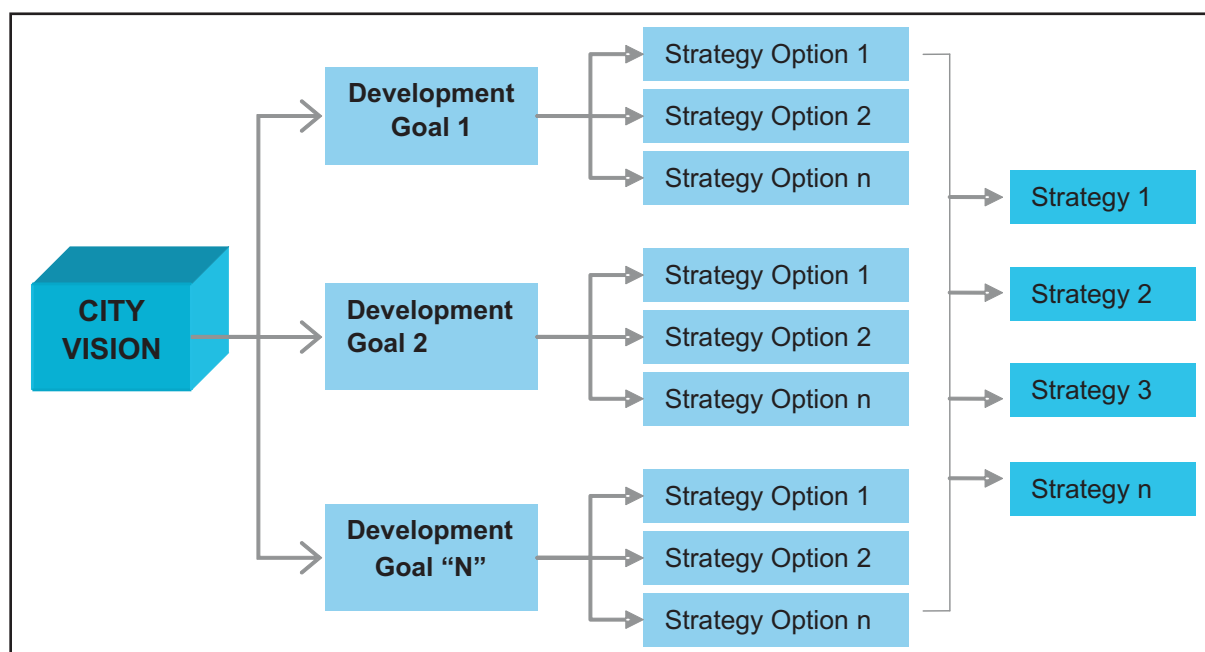 CITY
VISION
Development
Goal 1
Strategy Option 1
Strategy Option 2
Strategy Option n
Development
Goal 2
Strategy Option 1
Strategy Option 2
Strategy Option n
Development
Goal “N”
Strategy Option 1
Strategy Option 2
Strategy Option n
Strategy 1
Strategy 2
Strategy 3
Strategy n